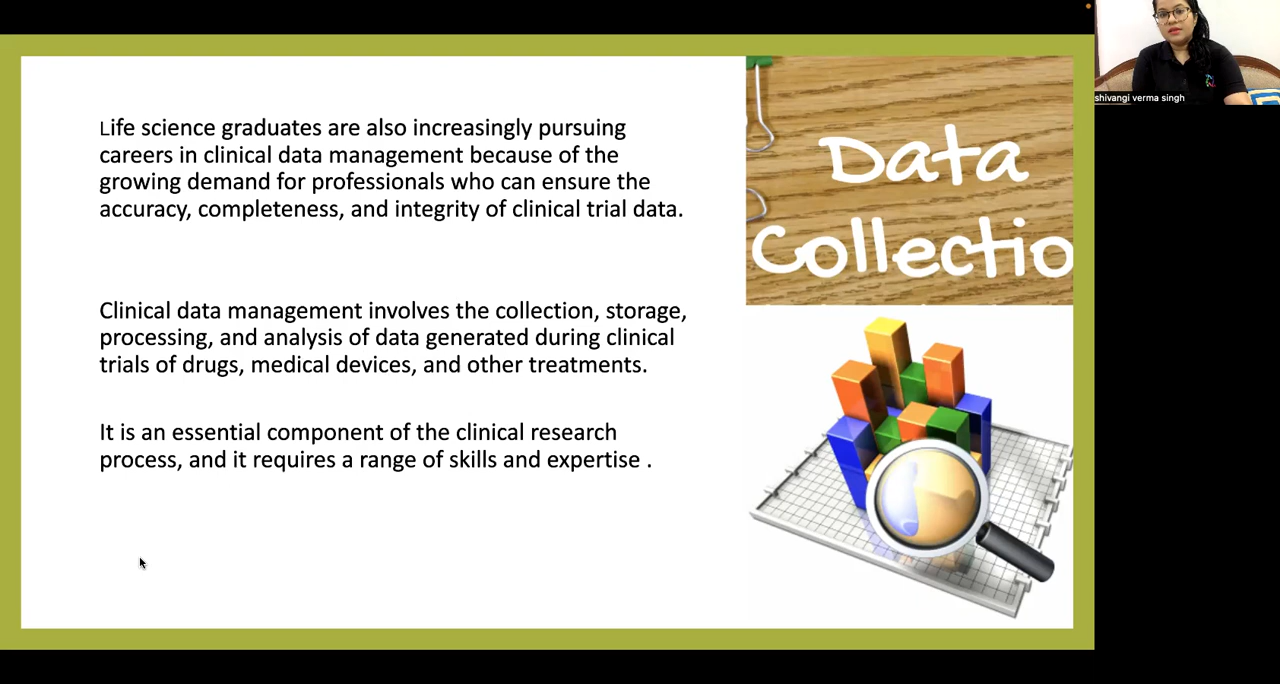 Life science graduates are also increasingly pursuing
careers in clinical data management because of the
growing demand for professionals who can ensure the
accuracy, completeness, and integrity of clinical trial data.
Clinical data management involves the collection, storage,
processing, and analysis of data generated during clinical
trials of drugs, medical devices, and other treatments.
It is an essential component of the clinical research
process, and it requires a range of skills and expertise .
Data
Collectio
shivangi verma singh